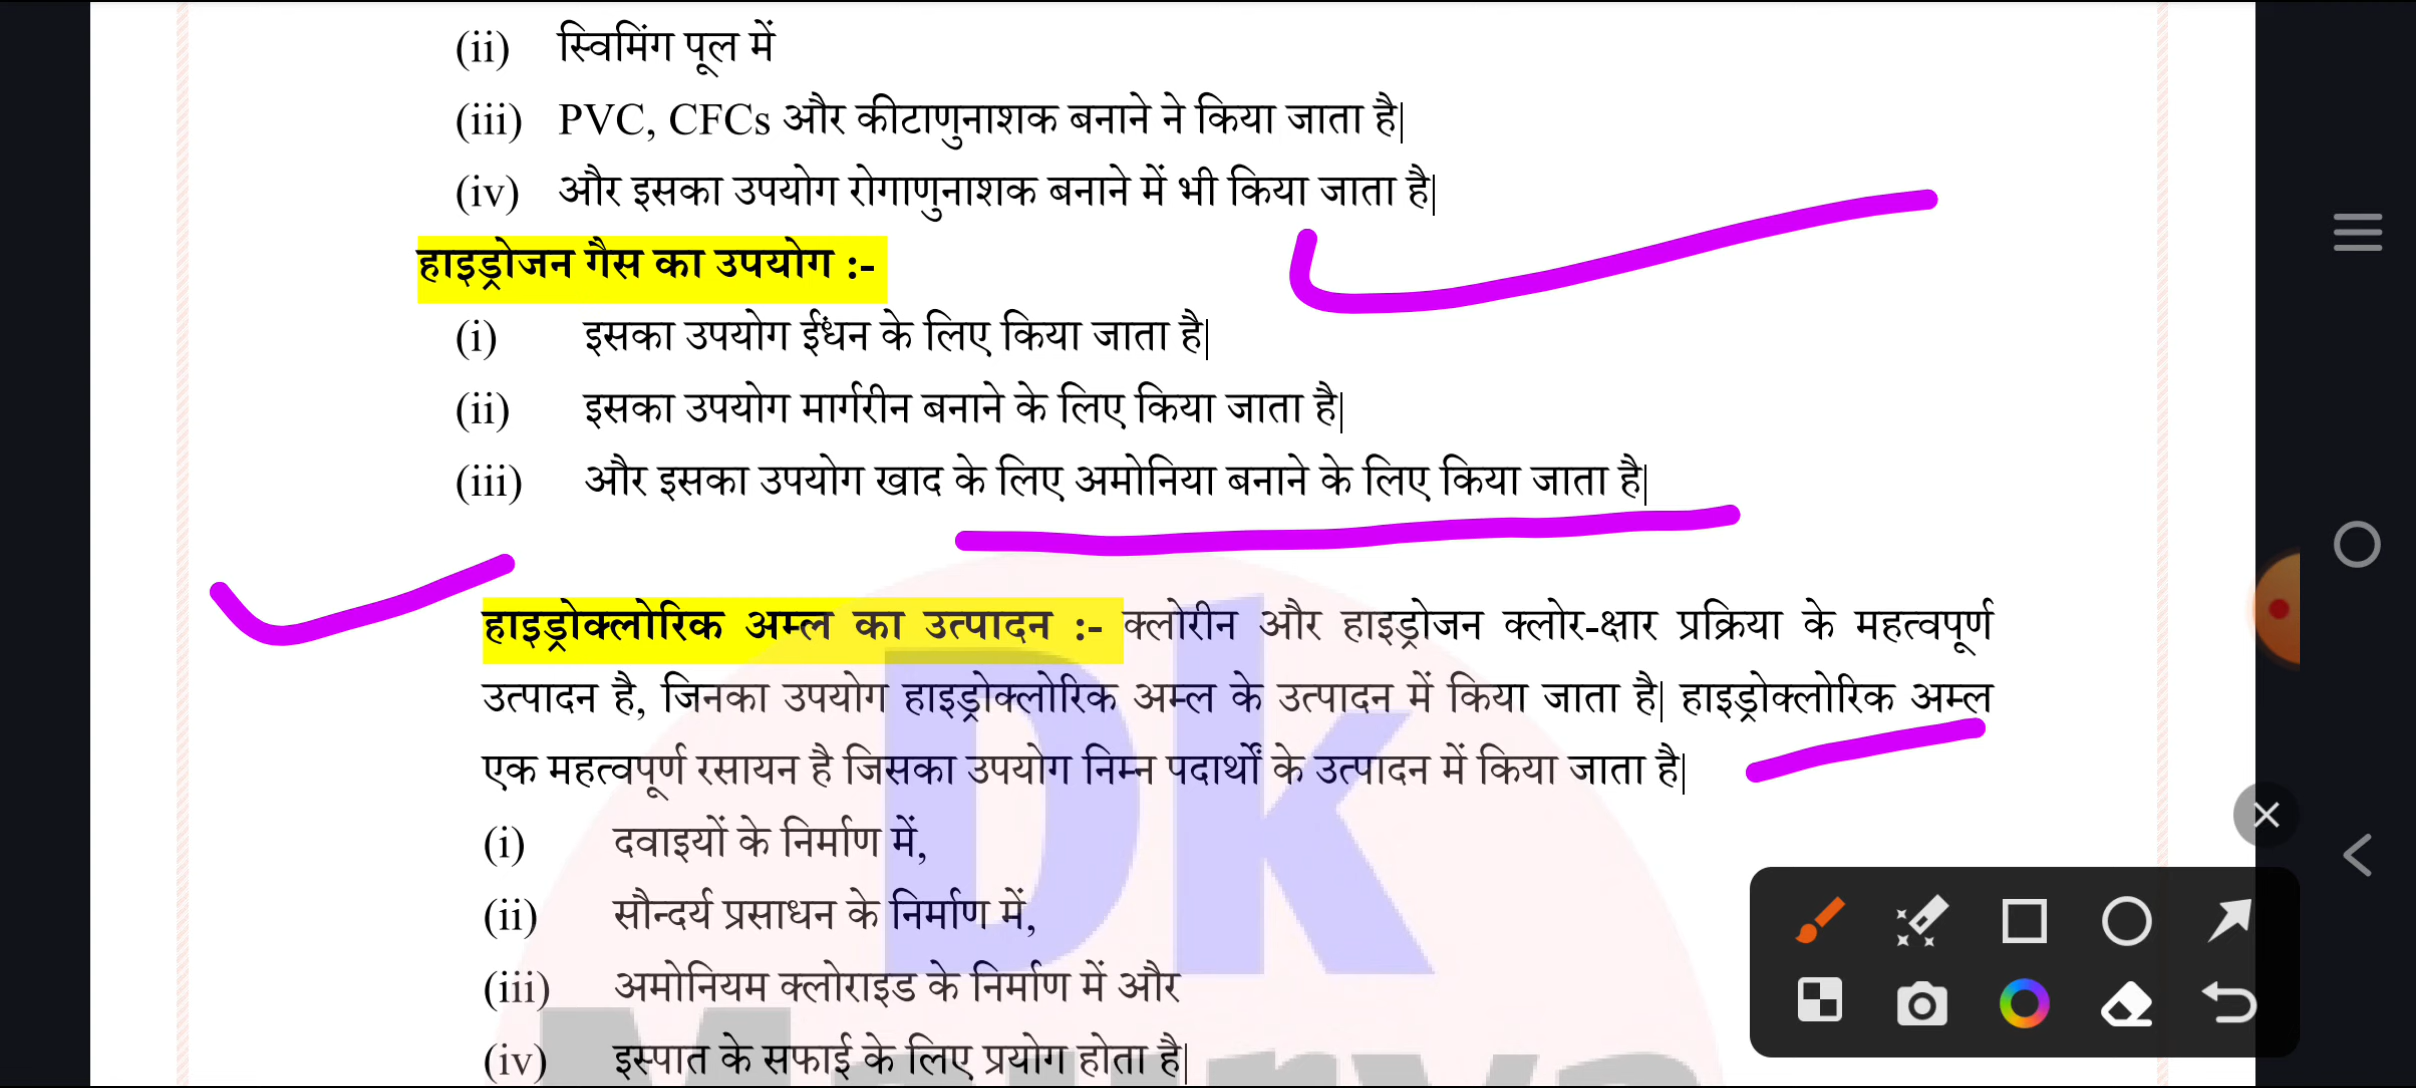 (ii) स्विमिंग पूल में
(iii) PVC, CFCs और कीटाणुनाशक बनाने ने किया जाता है|
(iv) और इसका उपयोग रोगाणुनाशक बनाने में भी किया जाता है|
हाइड्रोजन गैस का उपयोग :-
(i) इसका उपयोग ईंधन के लिए किया जाता है|
(ii) इसका उपयोग मार्गरीन बनाने के लिए किया जाता है|
(iii) और इसका उपयोग खाद के लिए अमोनिया बनाने के लिए किया जाता है|
हाइड्रोक्लोरिक अम्ल का उत्पादन :- क्लोरीन और हाइड्रोजन क्लोर-क्षार प्रक्रिया के महत्वपूर्ण
उत्पादन है, जिनका उपयोग हाइड्रोक्लोरिक अम्ल के उत्पादन में किया जाता है| हाइड्रोक्लोरिक अम्ल
एक महत्वपूर्ण रसायन है जिसका उपयोग निम्न पदार्थों के उत्पादन में किया जाता है|
(i) दवाइयों के निर्माण में,
(ii) सौन्दर्य प्रसाधन के निर्माण में,
(iii) अमोनियम क्लोराइड के निर्माण में और
(iv) इस्पात के सफाई के लिए प्रयोग होता है|
Dk